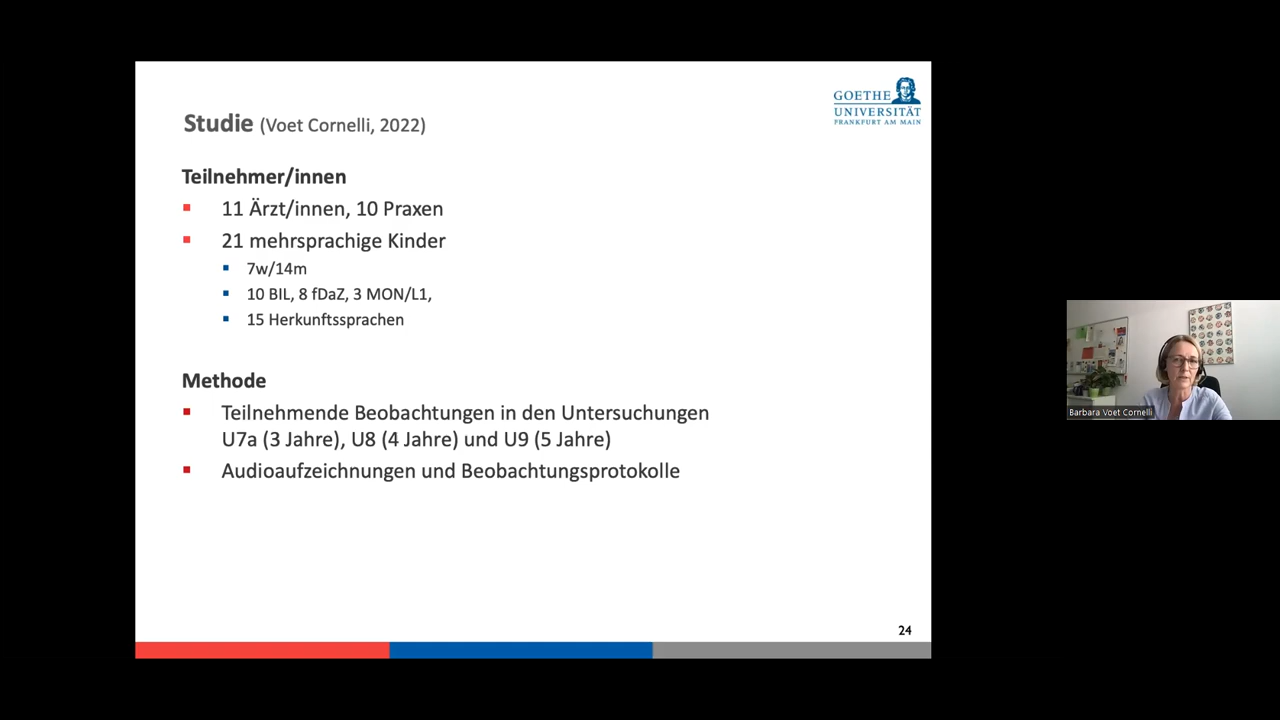 GOETHE
UNIVERSITÄT
FRANKFURT AM MAIN
Studie (Voet Cornelli, 2022)
Teilnehmer/innen
11 Ärzt/innen, 10 Praxen
21 mehrsprachige Kinder
7w/14m
10 BIL, 8 fDaZ, 3 MON/L1,
15 Herkunftssprachen
Methode
Teilnehmende Beobachtungen in den Untersuchungen
U7a (3 Jahre), U8 (4 Jahre) und U9 (5 Jahre)
Audioaufzeichnungen und Beobachtungsprotokolle
24
Barbara Voet Cornelli